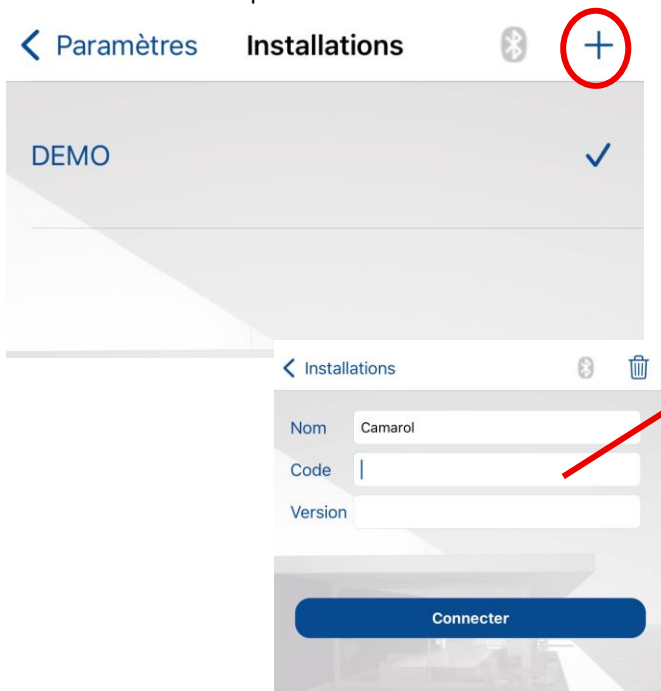 Paramètres Installations
DEMO
Installations
Nom Camarol
Code
Version
Connecter